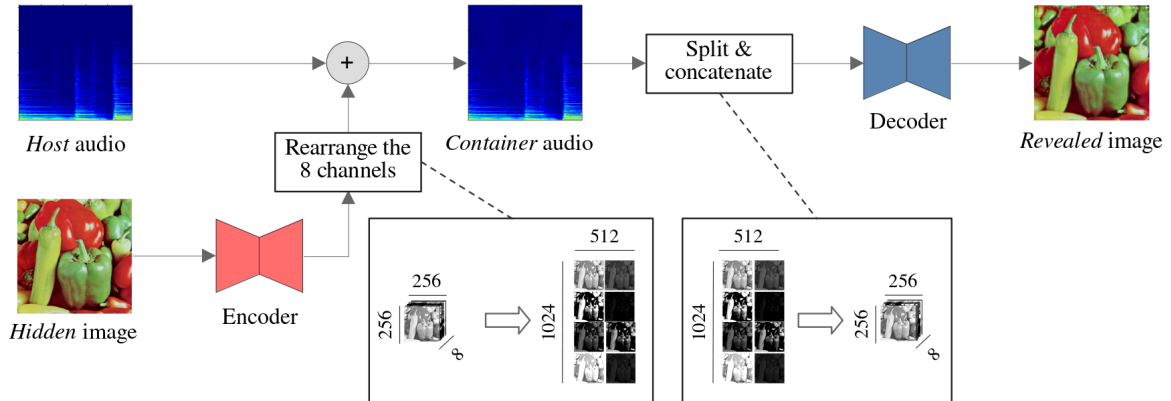 Host audio
+
Container audio
Split &
concatenate
Decoder
Revealed image
Rearrange the
8 channels
Hidden image
Encoder
256
256
8
512
1024
512
1024
256
256
8